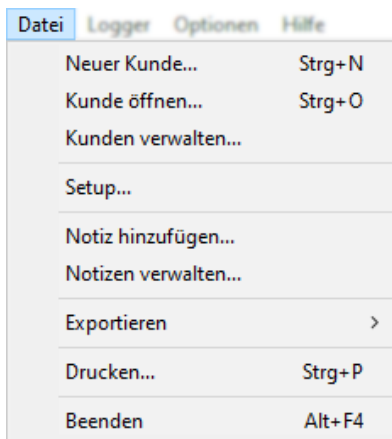 Datei Logger Optionen Hilfe
Neuer Kunde... Strg+N
Kunde öffnen... Strg+O
Kunden verwalten...
Setup...
Notiz hinzufügen...
Notizen verwalten...
Exportieren >
Drucken... Strg+P
Beenden Alt+F4